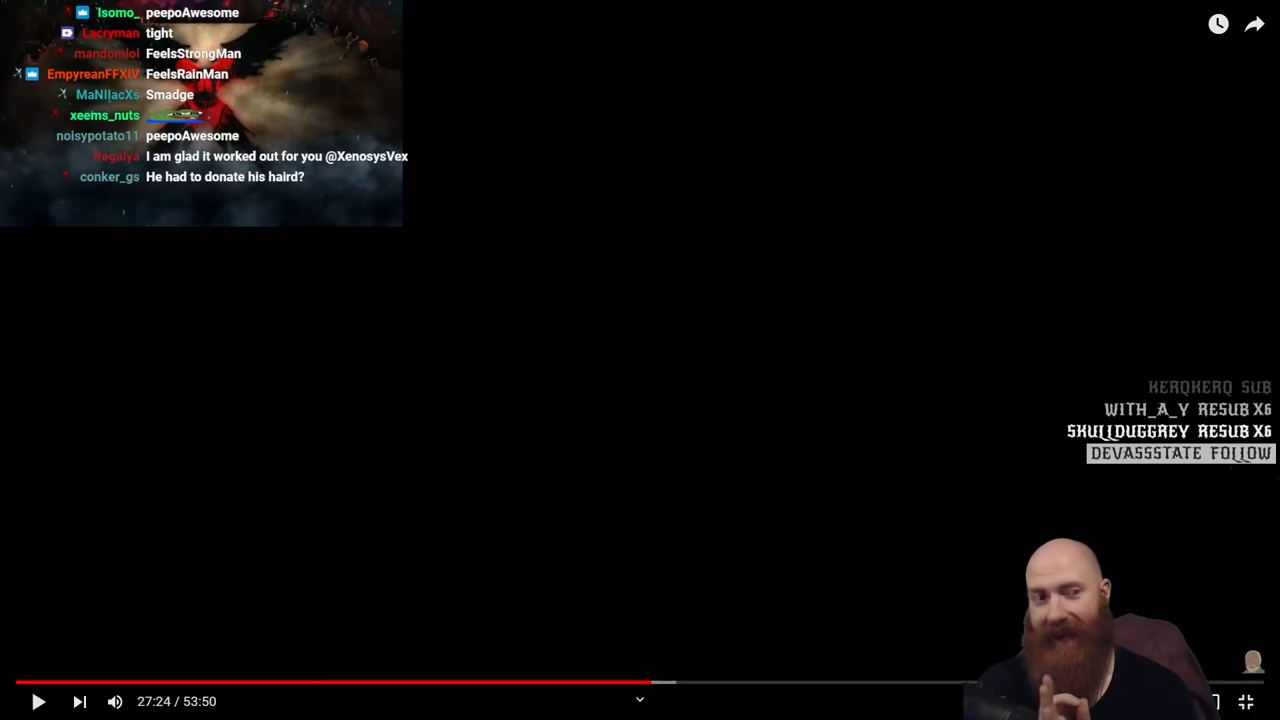 Isomo_ peepoAwesome
Lacryman tight
mandomlol FeelsStrongMan
EmpyreanFFXIV FeelsRainMan
MaNIjacXs Smadge
xeems_nuts
noisypotato11 peepoAwesome
Regalya I am glad it worked out for you @XenosysVex
conker_gs He had to donate his haird?
KERQKERQ SUB
WITH_A_Y RESUB X6
SKULLDUGGREY RESUB X6
DEVASSSTATE FOLLOW
27:24 / 53:50